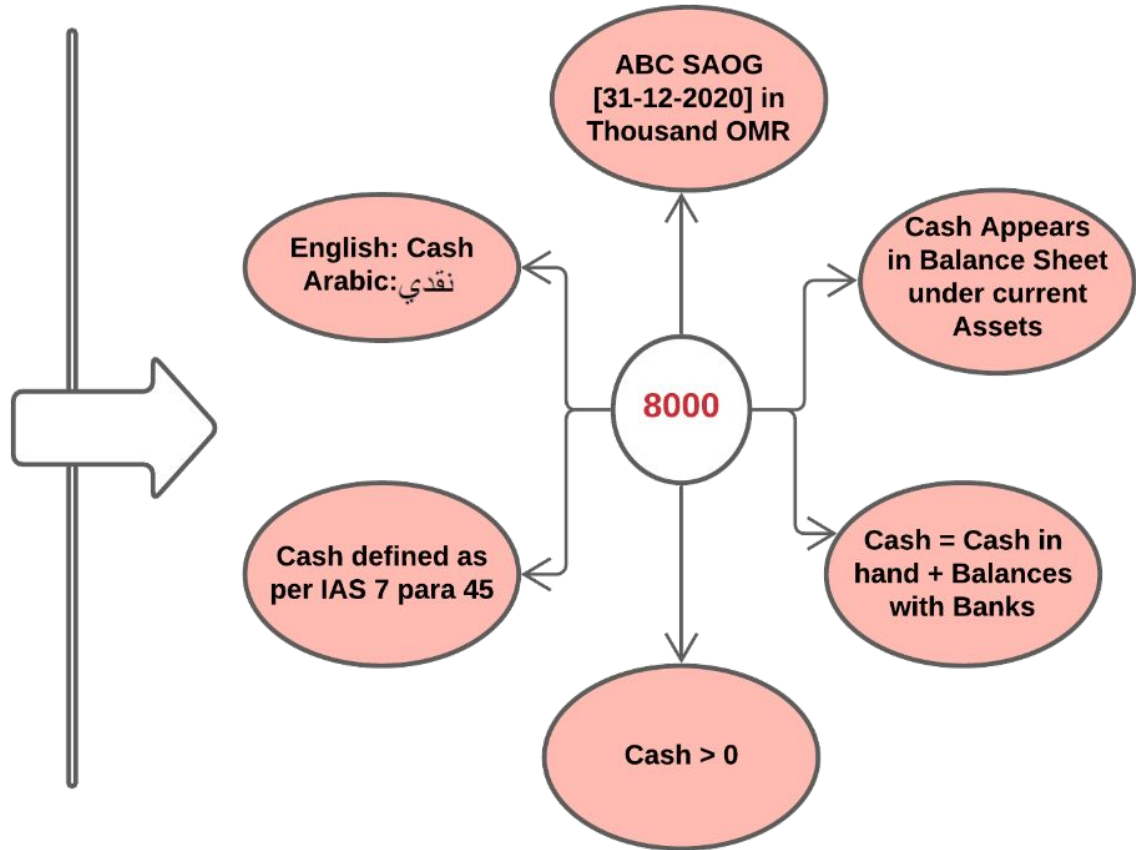 ABC SAOG
[31-12-2020] in
Thousand OMR
English: Cash
Arabic:نقدي
Cash Appears
in Balance Sheet
under current
Assets
8000
Cash defined as
per IAS 7 para 45
Cash = Cash in
hand + Balances
with Banks
Cash > 0